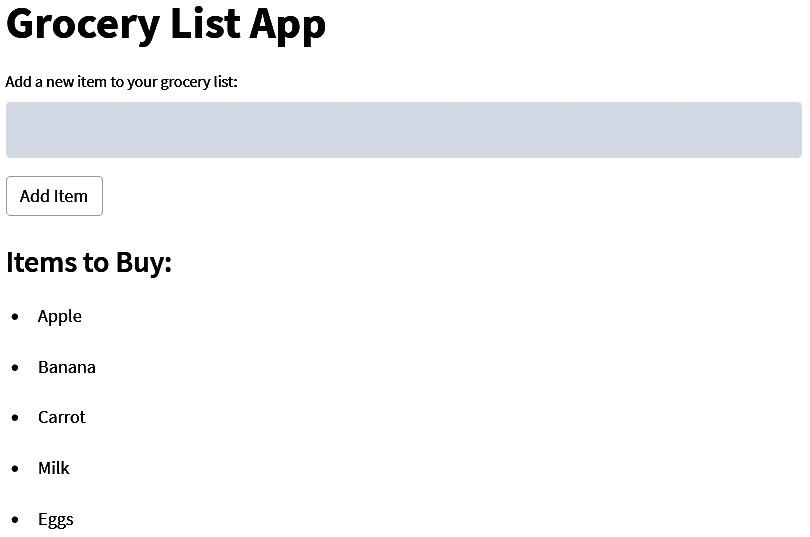 Grocery List App
Add a new item to your grocery list:
Add Item
Items to Buy:
Apple
Banana
Carrot
Milk
Eggs